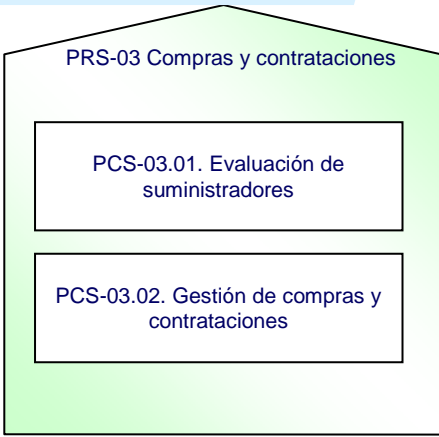 PRS-03 Compras y contrataciones
PCS-03.01. Evaluación de
suministradores
PCS-03.02. Gestión de compras y
contrataciones